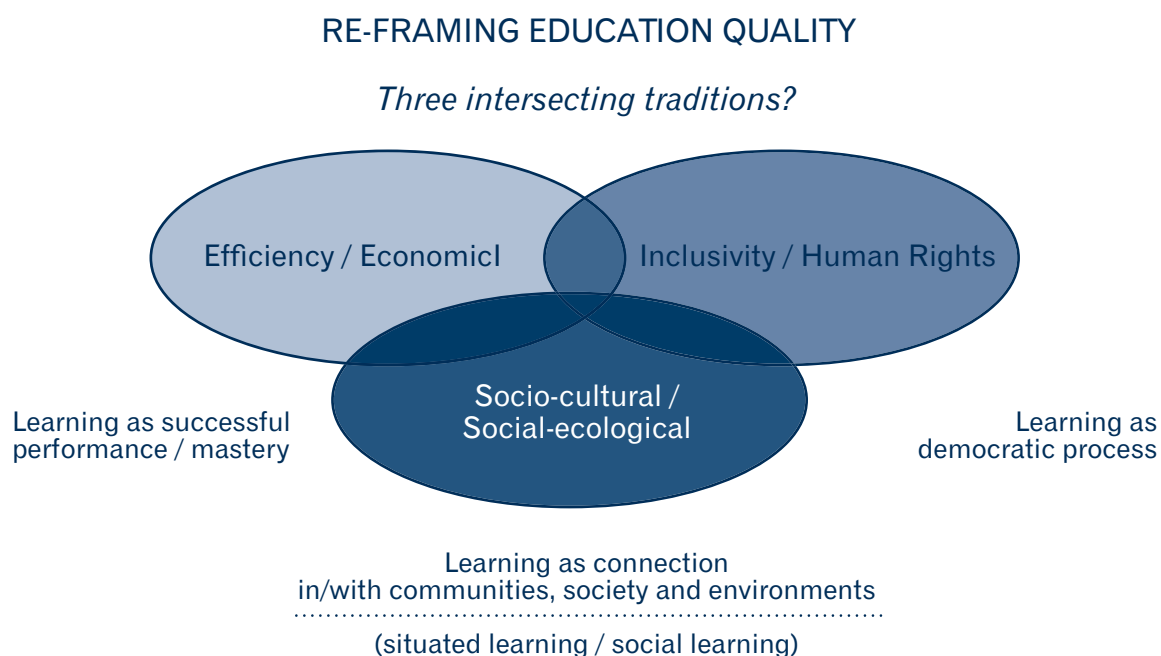 RE-FRAMING EDUCATION QUALITY
Three intersecting traditions?
Efficiency / Economicl
Inclusivity / Human Rights
Socio-cultural /
Social-ecological
Learning as successful
performance / mastery
Learning as
democratic process
Learning as connection
in/with communities, society and environments
(situated learning / social learning)